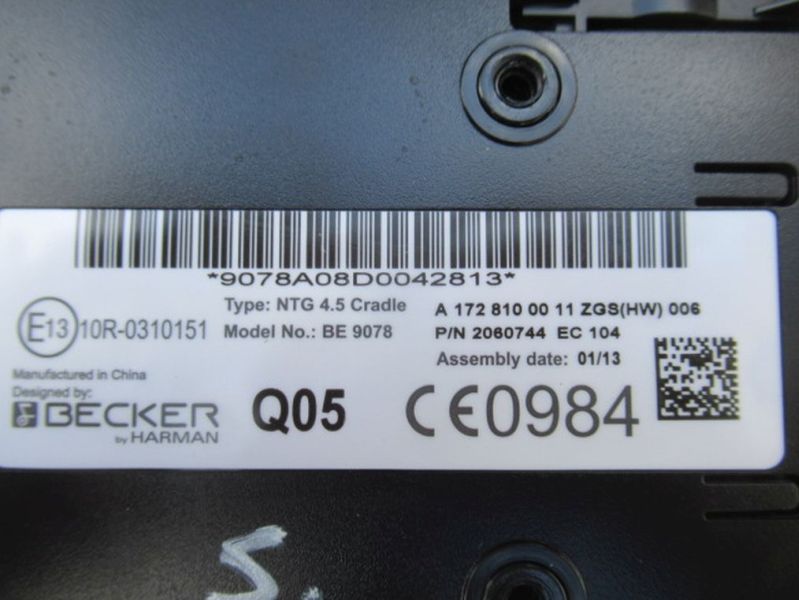 *9078A08D0042813*
Type: NTG 4.5 Cradle
A 172 810 00 11 ZGS(HW) 006
E13 10R-0310151
Model No.: BE 9078
P/N 2060744 EC 104
Assembly date: 01/13
Manufactured in China
Designed by:
BECKER
by HARMAN
Q05
CE0984
S.